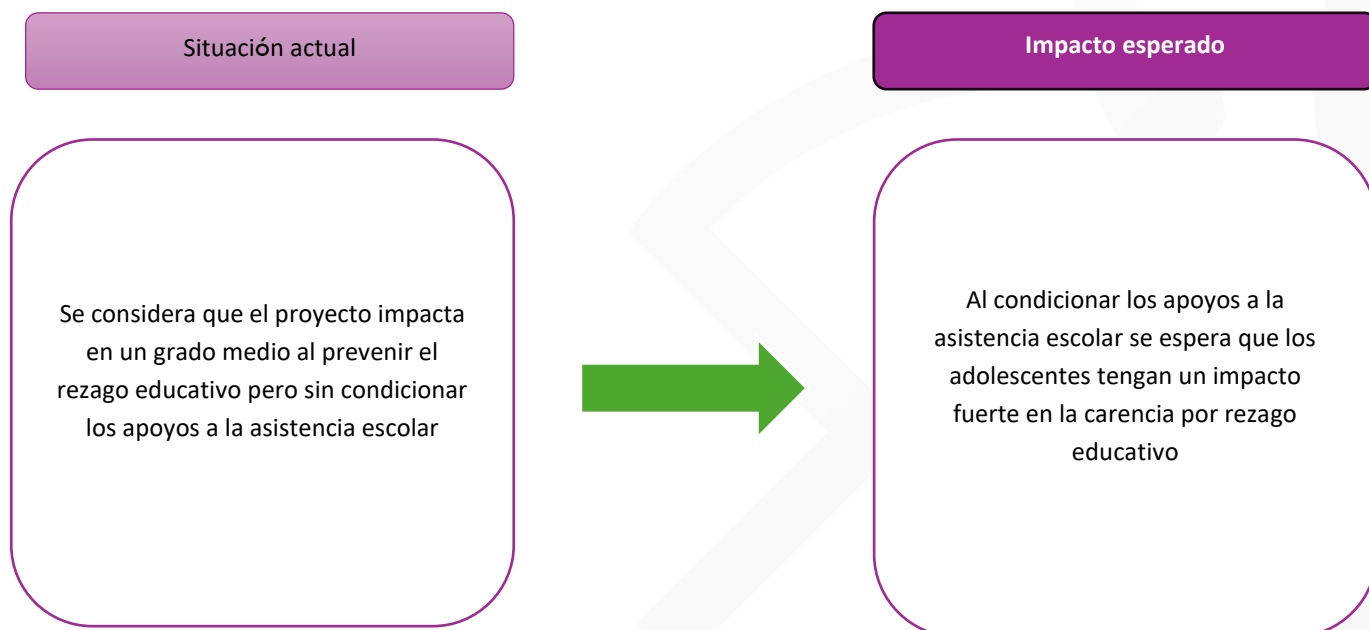 Situación actual
Impacto esperado
Se considera que el proyecto impacta
en un grado medio al prevenir el
rezago educativo pero sin condicionar
los apoyos a la asistencia escolar
Al condicionar los apoyos a la
asistencia escolar se espera que los
adolescentes tengan un impacto
fuerte en la carencia por rezago
educativo